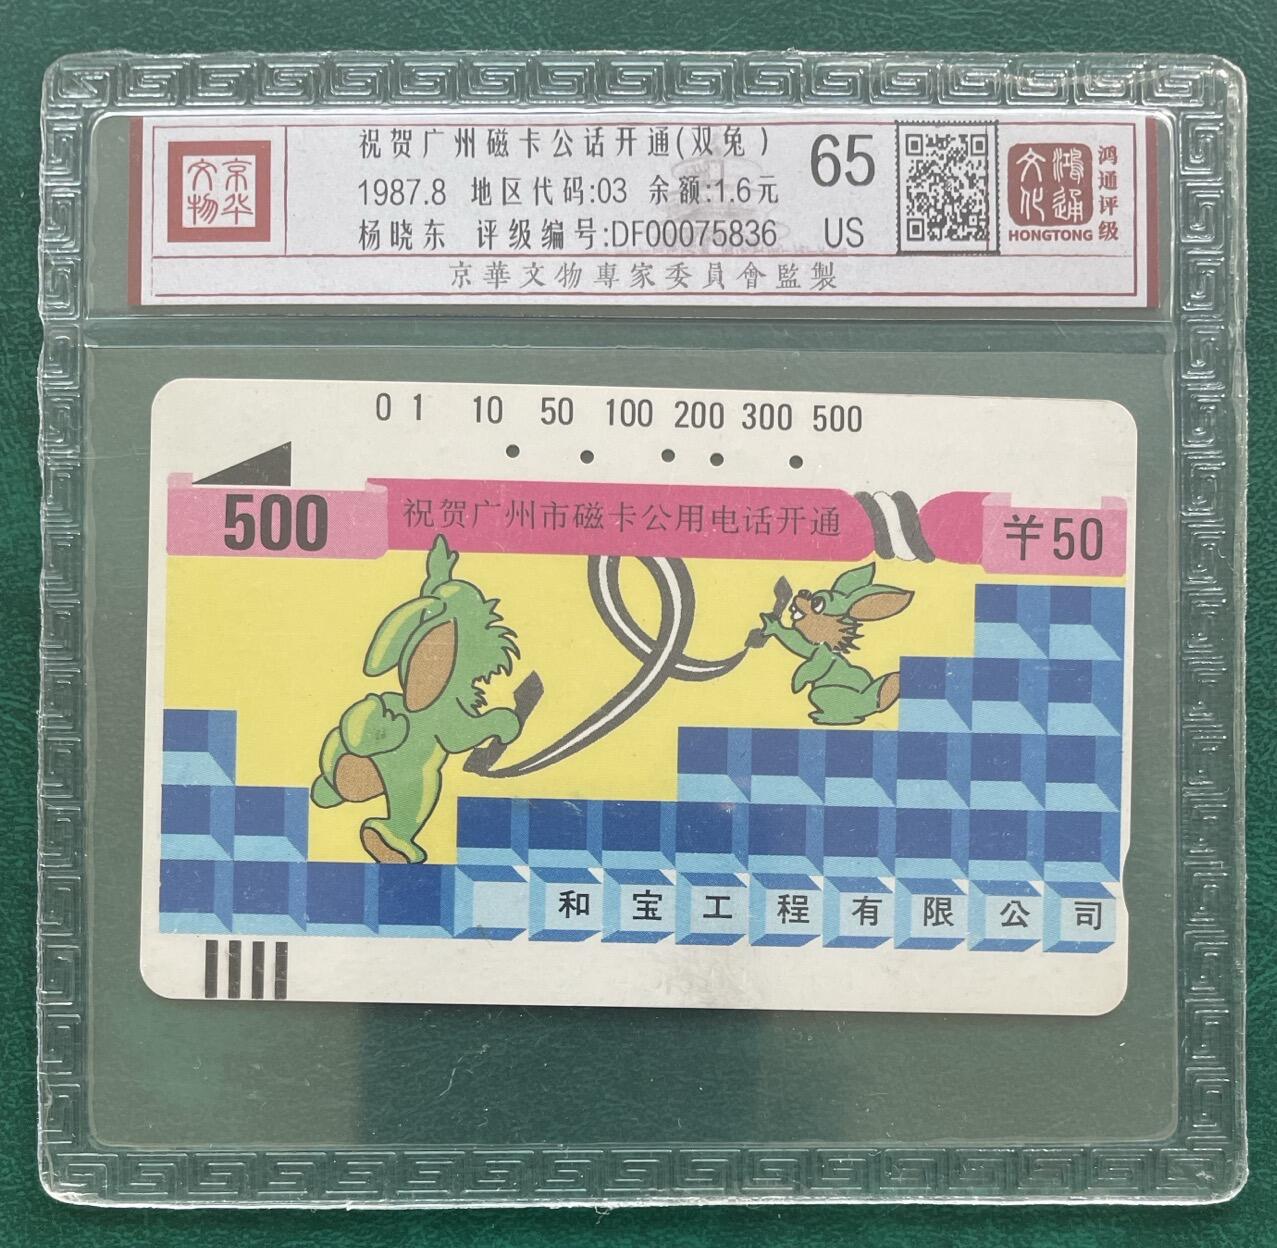 京华
文物
祝贺广州磁卡公话开通(双兔)
1987.8 地区代码:03 余额:1.6元
杨晓东 评级编号:DF00075836
65
US
鸿通
文化
HONGTONG
鸿通评级
京華文物專家委員會監製
0 1 10 50 100 200 300 500
500
祝贺广州市磁卡公用电话开通
¥50
和宝工程有限公司